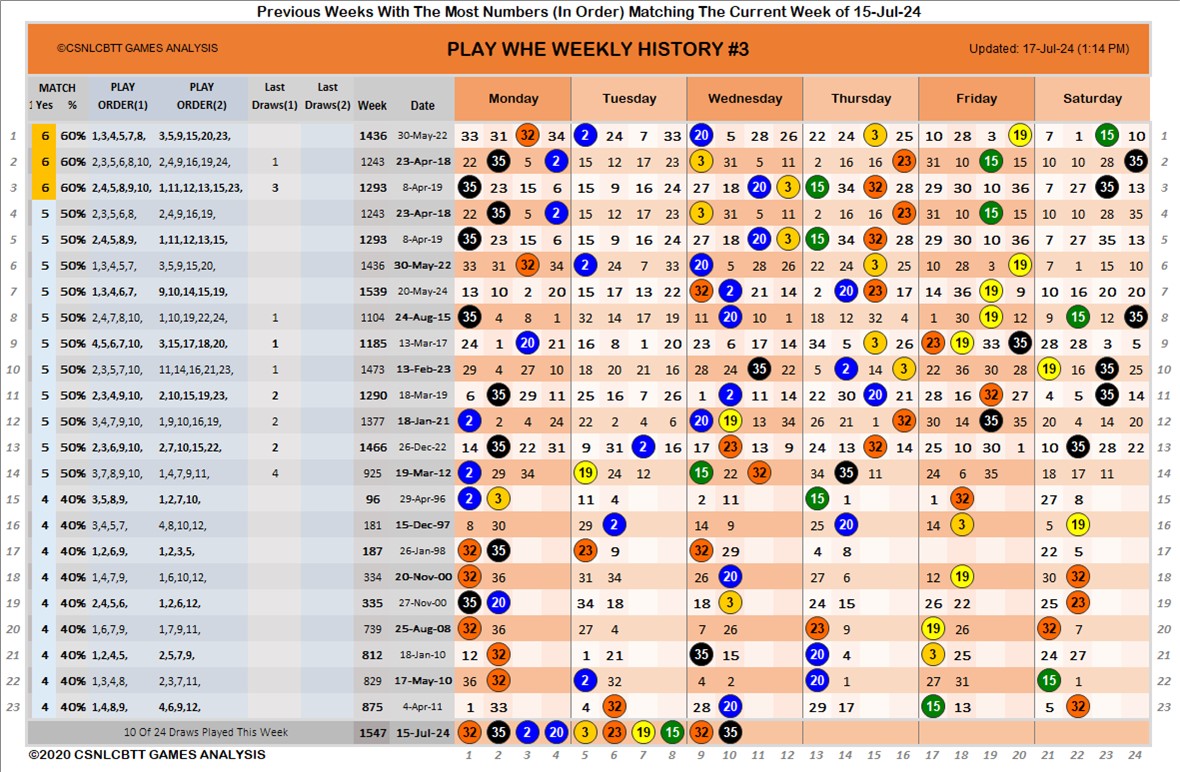 Previous Weeks With The Most Numbers (In Order) Matching The Current Week of 15-Jul-24
©CSNLCBTT GAMES ANALYSIS PLAY WHE WEEKLY HISTORY #3 Updated: 17-Jul-24 (1:14 PM)
MATCH PLAY PLAY Last Last
Yes % ORDER(1) ORDER(2) Draws(1) Draws(2) Week Date Monday Tuesday Wednesday Thursday Friday Saturday
1 6 60% 1,3,4,5,7,8, 3,5,9,15,20,23, 1436 30-May-22 33 31 32 34 2 24 7 33 20 5 28 26 22 24 3 25 10 28 3 19 7 1 15 10 1
2 6 60% 2,3,5,6,8,10, 2,4,9,16,19,24, 1 1243 23-Apr-18 22 35 5 4 15 12 17 23 3 31 5 11 2 16 16 23 31 10 19 15 10 10 28 35 2
3 6 60% 2,4,5,8,9,10, 1,11,12,13,15,23, 3 1293 8-Apr-19 35 23 15 6 15 9 16 24 27 18 20 3 15 34 32 28 29 30 10 36 7 27 35 13 3
4 5 50% 2,3,5,6,8, 2,4,9,16,19, 1243 23-Apr-18 22 35 5 4 15 12 17 23 3 31 5 11 2 16 16 23 31 10 19 15 10 10 28 35 4
5 5 50% 2,4,5,8,9, 1,11,12,13,15, 1293 8-Apr-19 35 23 15 6 15 9 16 24 27 18 20 3 15 34 32 28 29 30 10 36 7 27 35 13 5
6 5 50% 1,3,4,5,7, 3,5,9,15,20, 1436 30-May-22 33 31 32 34 2 24 7 33 20 5 28 26 22 24 3 25 10 28 3 19 7 1 15 10 6
7 5 50% 1,3,4,6,7, 9,10,14,15,19, 1539 20-May-24 13 10 2 20 15 17 13 22 32 2 21 14 2 20 23 17 14 36 19 9 10 16 20 20 7
8 5 50% 2,4,7,8,10, 1,10,19,22,24, 1 104 24-Aug-15 35 4 8 1 32 14 17 19 11 20 10 1 18 12 32 4 1 30 19 12 9 15 12 35 8
9 5 50% 4,5,6,7,10, 3,15,17,18,20, 1 1185 13-Mar-17 24 1 20 21 16 8 1 20 23 6 17 14 34 5 3 26 23 19 33 35 28 28 3 5 9
10 5 50% 2,3,5,7,10, 11,14,16,21,23, 1 1473 13-Feb-23 29 4 27 10 18 20 21 16 28 24 35 22 5 2 14 3 22 36 30 28 19 16 35 25 10
11 5 50% 2,3,4,9,10, 2,10,15,19,23, 2 1290 18-Mar-19 6 35 29 11 25 16 7 26 1 2 11 14 22 30 20 21 28 16 32 27 4 5 35 14 11
12 5 50% 3,4,7,9,10, 1,9,10,16,19, 2 1377 18-Jan-21 2 2 4 24 22 2 4 6 20 19 13 34 26 21 1 32 30 14 35 35 20 4 14 20 12
13 5 50% 2,3,6,9,10, 2,7,10,15,22, 2 1466 26-Dec-22 14 35 22 31 9 31 2 16 17 23 13 9 24 13 32 14 25 10 30 1 10 35 28 22 13
14 5 50% 3,7,8,9,10, 1,4,7,9,11, 4 925 19-Mar-12 2 29 34 19 24 12 15 22 32 34 35 11 24 6 35 18 17 11 14
15 4 40% 3,5,8,9, 1,2,7,10, 96 29-Apr-96 2 3 11 4 2 11 15 1 1 32 27 8 15
16 4 40% 3,4,5,7, 4,8,10,12, 181 15-Dec-97 8 30 29 2 14 9 25 20 14 3 5 19 16
17 4 40% 1,2,6,9, 1,2,3,5, 187 26-Jan-98 32 35 23 9 32 29 4 8 22 5 17
18 4 40% 1,4,7,9, 1,6,10,12, 334 20-Nov-00 32 36 31 34 26 20 27 6 12 19 30 32 18
19 4 40% 2,4,5,6, 1,2,6,12, 335 27-Nov-00 35 20 34 18 18 3 24 15 26 22 25 23 19
20 4 40% 1,6,7,9, 1,7,9,11, 739 25-Aug-08 32 36 27 4 7 26 23 9 19 26 32 7 20
21 4 40% 1,2,4,5, 2,5,7,9, 812 18-Jan-10 12 32 1 21 35 15 20 4 3 25 24 27 21
22 4 40% 1,3,4,8, 2,3,7,11, 829 17-May-10 36 32 2 32 4 2 20 1 27 31 15 1 22
23 4 40% 1,4,8,9, 4,6,9,12, 875 4-Apr-11 1 33 4 32 28 20 29 17 15 13 5 32 23
10 Of 24 Draws Played This Week 1547 15-Jul-24 32 35 2 20 3 23 19 15 32 35
©2020 CSNLCBTT GAMES ANALYSIS 1 2 3 4 5 6 7 8 9 10 11 12 13 14 15 16 17 18 19 20 21 22 23 24